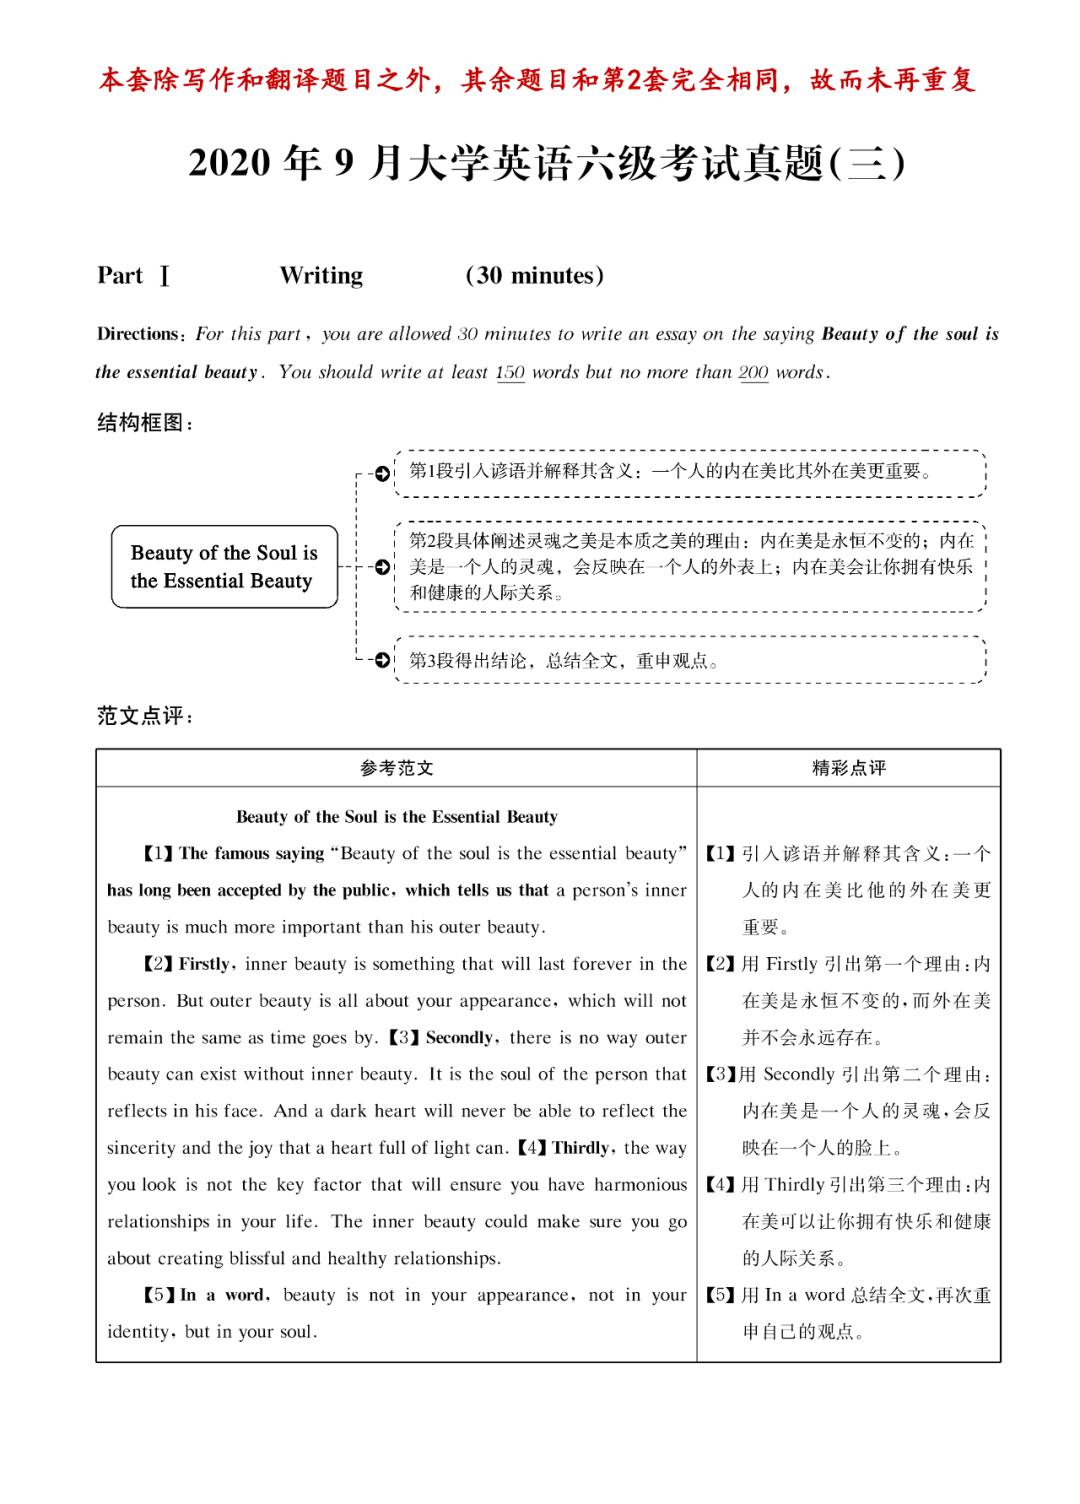 本套除写作和翻译题目之外，其余题目和第2套完全相同，故而未再重复
2020 年 9 月大学英语六级考试真题(三)
Part Ⅰ Writing (30 minutes)
Directions: For this part, you are allowed 30 minutes to write an essay on the saying Beauty of the soul is
the essential beauty. You should write at least 150 words but no more than 200 words.
结构框图：
第1段引入谚语并解释其含义：一个人的内在美比其外在美更重要。
Beauty of the Soul is
the Essential Beauty
第2段具体阐述灵魂之美是本质之美的理由：内在美是永恒不变的；内在
美是一个人的灵魂，会反映在一个人的外表上；内在美会让你拥有快乐
和健康的人际关系。
第3段得出结论，总结全文，重申观点。
范文点评：
参考范文
Beauty of the Soul is the Essential Beauty
【1】The famous saying “Beauty of the soul is the essential beauty”
has long been accepted by the public, which tells us that a person’s inner
beauty is much more important than his outer beauty.
【2】Firstly, inner beauty is something that will last forever in the
person. But outer beauty is all about your appearance, which will not
remain the same as time goes by.【3】Secondly, there is no way outer
beauty can exist without inner beauty. It is the soul of the person that
reflects in his face. And a dark heart will never be able to reflect the
sincerity and the joy that a heart full of light can.【4】Thirdly, the way
you look is not the key factor that will ensure you have harmonious
relationships in your life. The inner beauty could make sure you go
about creating blissful and healthy relationships.
【5】In a word, beauty is not in your appearance, not in your
identity, but in your soul.
精彩点评
【1】引入谚语并解释其含义：一个
人的内在美比他的外在美更
重要。
【2】用 Firstly 引出第一个理由：内
在美是永恒不变的，而外在美
并不会永远存在。
【3】用 Secondly 引出第二个理由：
内在美是一个人的灵魂，会反
映在一个人的脸上。
【4】用 Thirdly 引出第三个理由：内
在美可以让你拥有快乐和健康
的人际关系。
【5】用 In a word 总结全文，再次重
申自己的观点。